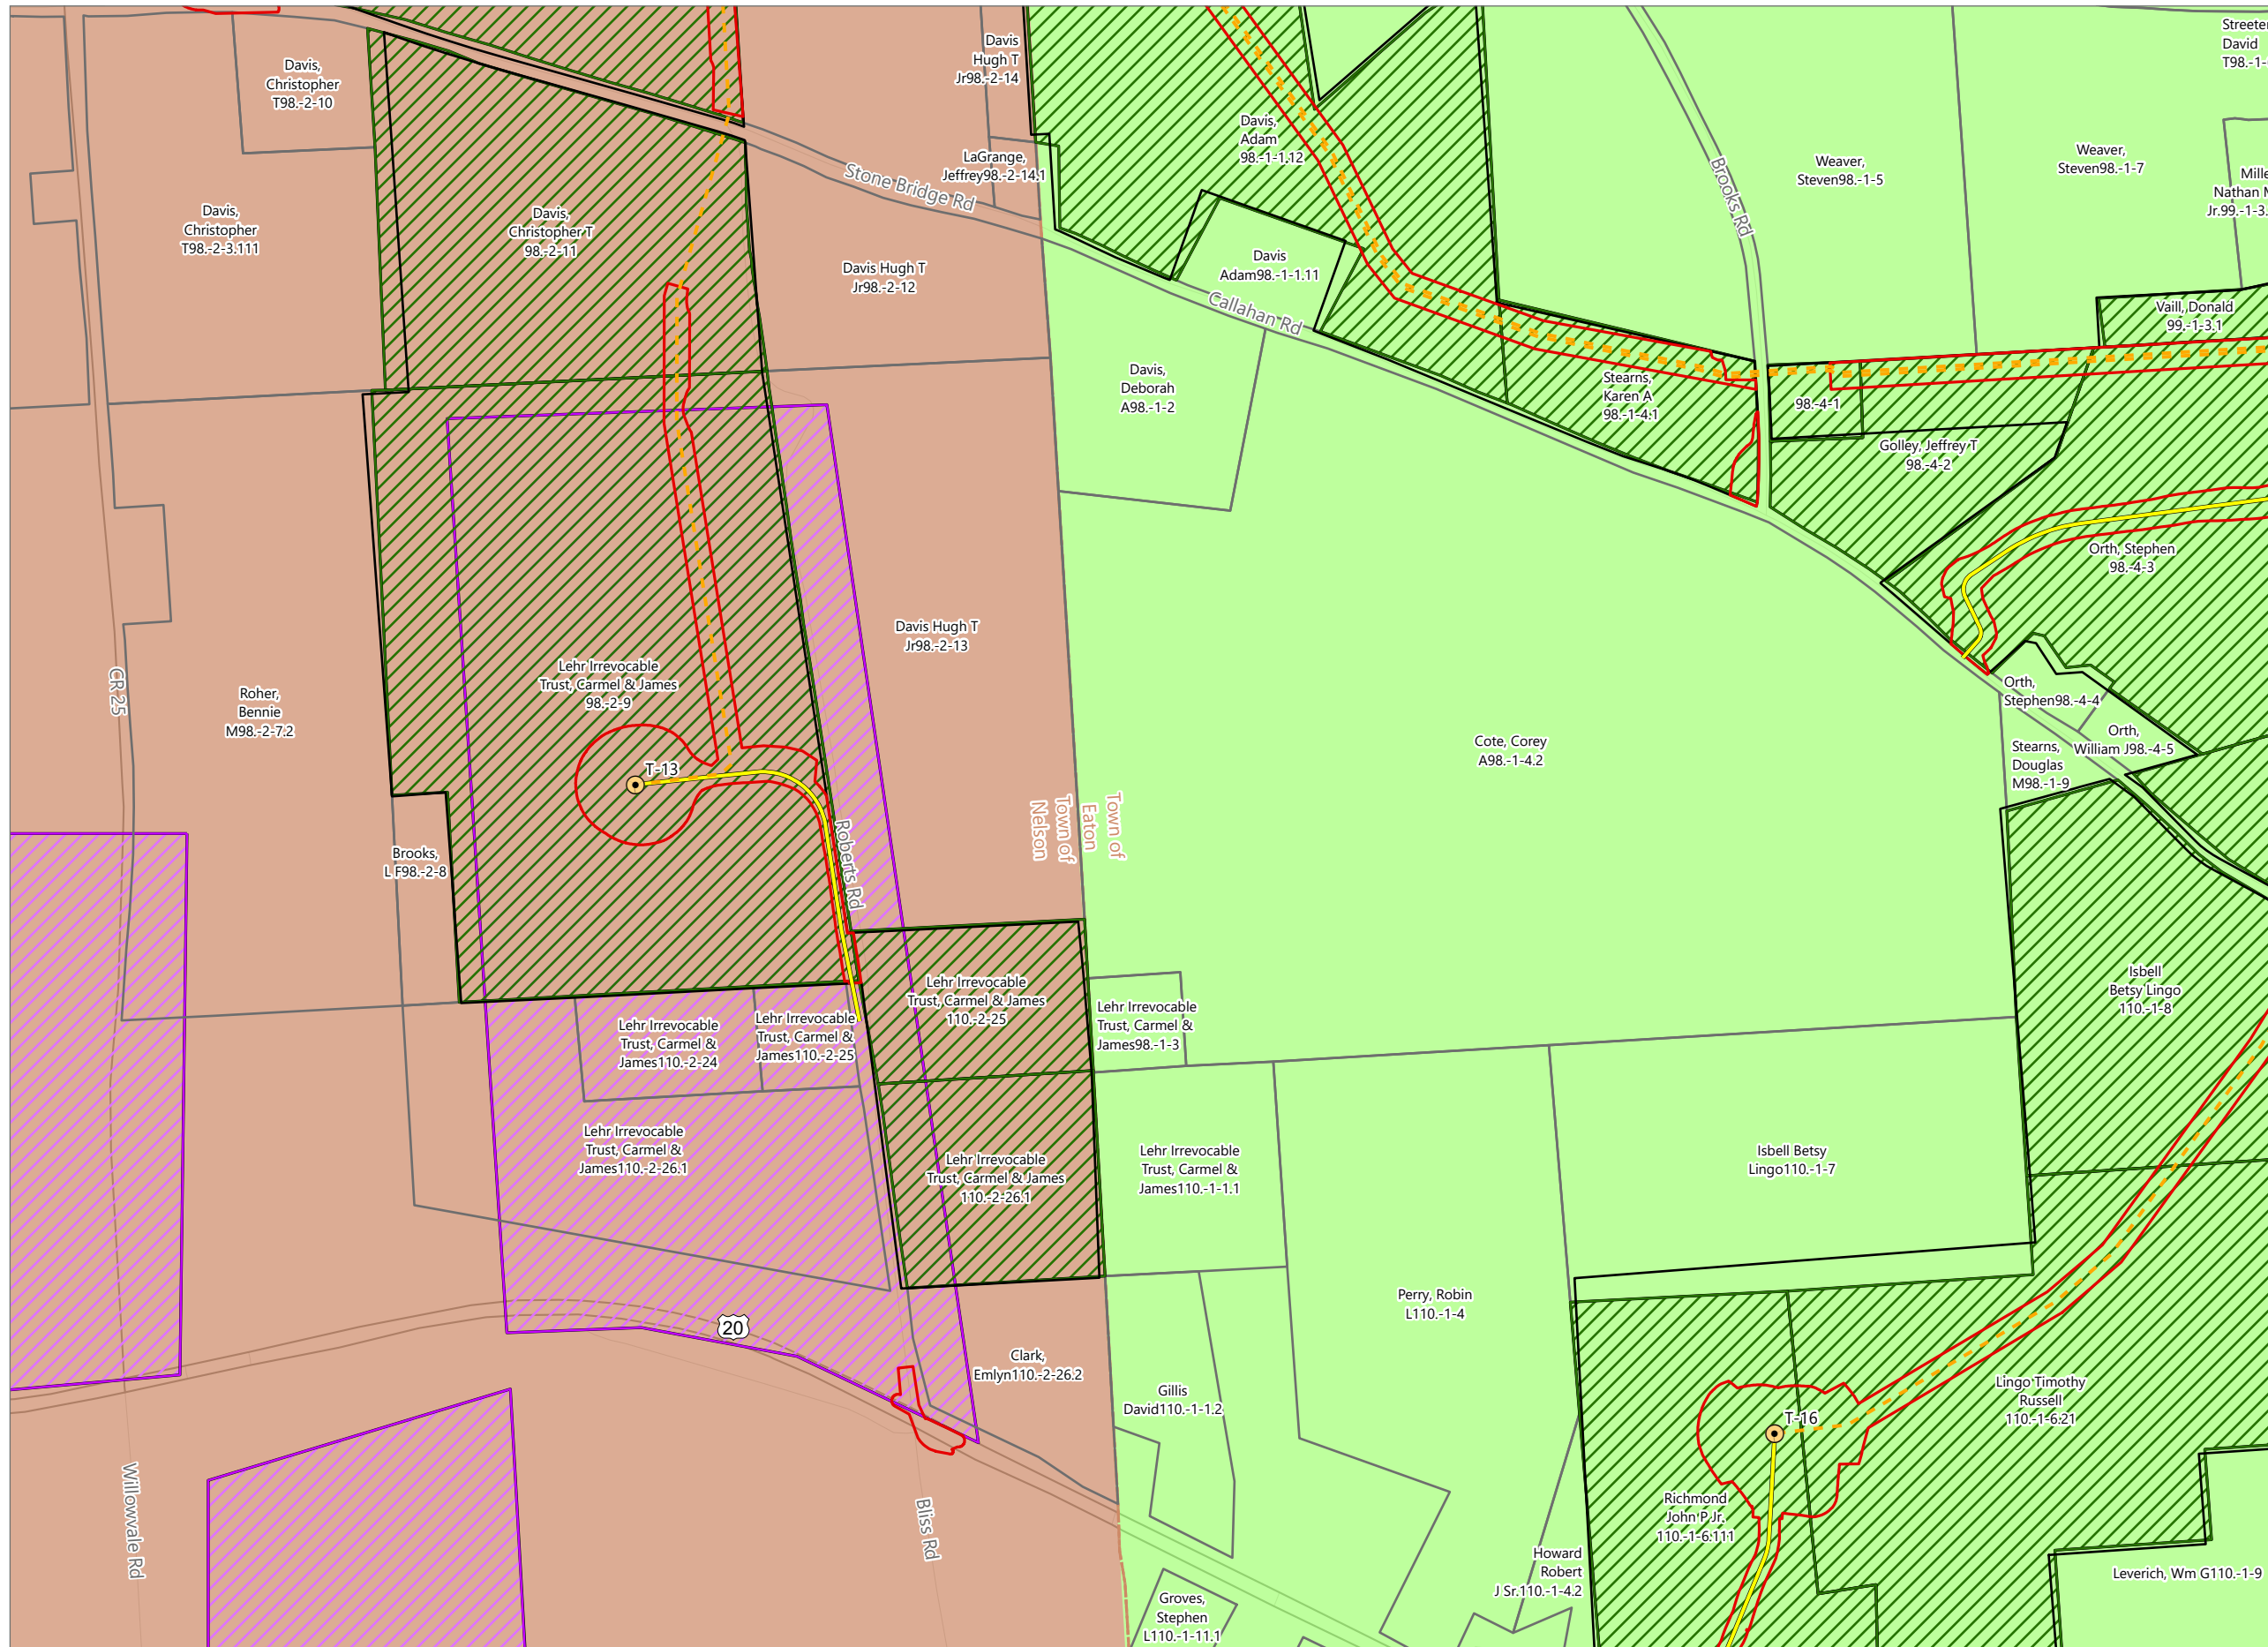 Davis,
Christopher
T98.-2-10
Davis
Hugh T
Jr98.-2-14
Streeter
David
T98.-1-
Davis,
Adam
98.-1-1.12
LaGrange,
Jeffrey98.-2-14.1
Stone Bridge Rd
Brooks Rd
Weaver,
Steven98.-1-5
Weaver,
Steven98.-1-7
Mille
Nathan M
Jr.99.-1-3.
Davis,
Christopher
T98.-2-3.111
Davis,
Christopher T
98.-2-11
Davis Hugh T
Jr98.-2-12
Davis
Adam98.-1-1.11
Callahan Rd
Vaill, Donald
99.-1-3.1
Davis,
Deborah
A98.-1-2
Stearns,
Karen A
98.-1-4.1
98.-4-1
Golley, Jeffrey T
98.-4-2
Orth, Stephen
98.-4-3
Davis Hugh T
Jr98.-2-13
Lehr Irrevocable
Trust, Carmel & James
98.-2-9
CR 25
Roher,
Bennie
M98.-2-7.2
T-13
Orth,
Stephen98.-4-4
Orth,
William J98.-4-5
Stearns,
Douglas
M98.-1-9
Cote, Corey
A98.-1-4.2
Town of
Nelson
Town of
Eaton
Roberts Rd
Brooks,
L F98.-2-8
Isbell
Betsy Lingo
110.-1-8
Lehr Irrevocable
Trust, Carmel & James
110.-2-25
Lehr Irrevocable
Trust, Carmel &
James98.-1-3
Lehr Irrevocable
Trust, Carmel &
James110.-2-24
Lehr Irrevocable
Trust, Carmel &
James110.-2-25
Lehr Irrevocable
Trust, Carmel &
James110.-2-26.1
Lehr Irrevocable
Trust, Carmel & James
110.-2-26.1
Lehr Irrevocable
Trust, Carmel &
James110.-1-1.1
Isbell Betsy
Lingo110.-1-7
Perry, Robin
L110.-1-4
20
Clark,
Emlyn110.-2-26.2
Gillis
David110.-1-1.2
Lingo Timothy
Russell
110.-1-6.21
T-16
Willowvale Rd
Bliss Rd
Richmond
John P Jr.
110.-1-6.111
Howard
Robert
J Sr.110.-1-4.2
Leverich, Wm G110.-1-9
Groves,
Stephen
L110.-1-11.1